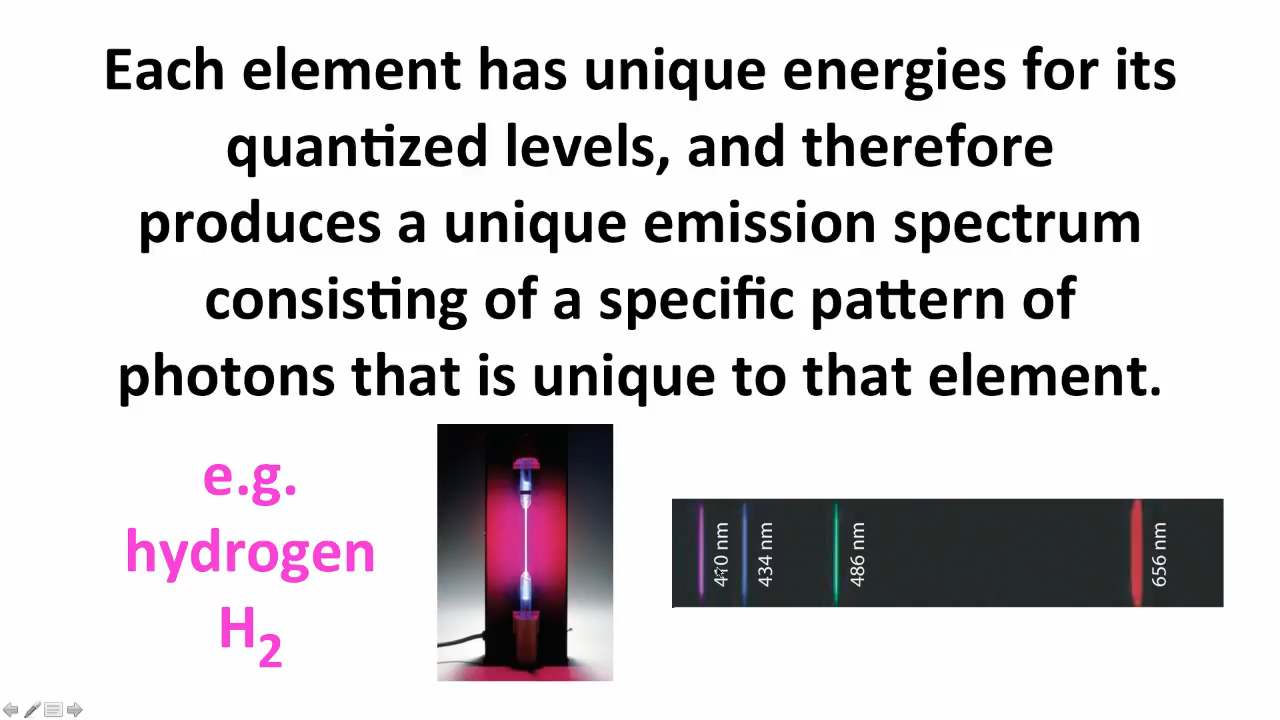 Each element has unique energies for its
quantized levels, and therefore
produces a unique emission spectrum
consisting of a specific pattern of
photons that is unique to that element.
e.g.
hydrogen
H₂
410 nm
434 nm
486 nm
656 nm